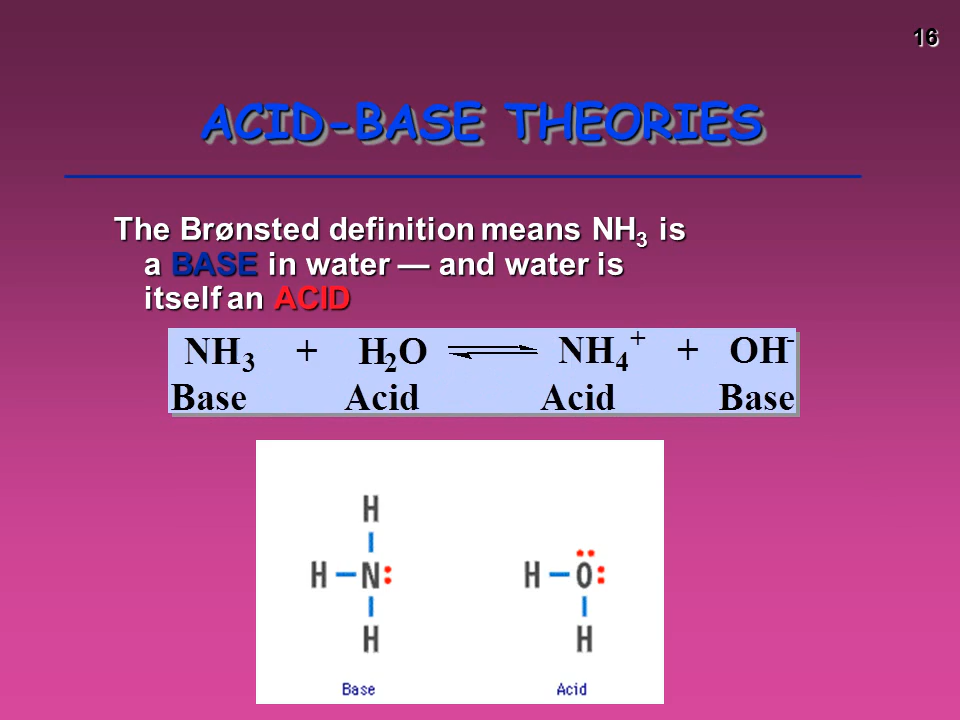 16
ACID-BASE THEORIES
The Brønsted definition means NH₃ is
a BASE in water — and water is
itself an ACID
NH₃ + H₂O ⇌ NH₄⁺ + OH⁻
Base Acid Acid Base
H
H–N: H–Ö:
H H
Base Acid